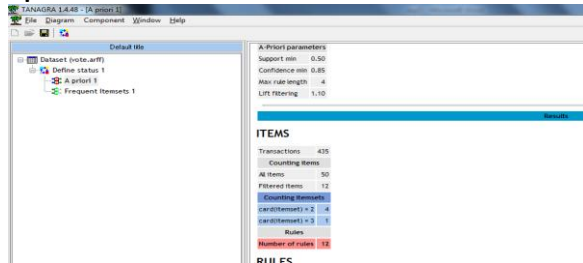 TANAGRA 1.4.48 - [A priori 1]
File Diagram Component Window Help
Default title
Dataset (vote.arff)
Define status 1
A priori 1
Frequent Itemsets 1
A-Priori parameters
Support min 0.50
Confidence min 0.85
Max rule length 4
Lift filtering 1.10
Results
ITEMS
Transactions 435
Counting items
All items 50
Filtered items 12
Counting itemsets
card(itemset) = 2 4
card(itemset) = 3 1
Rules
Number of rules 12
RULES